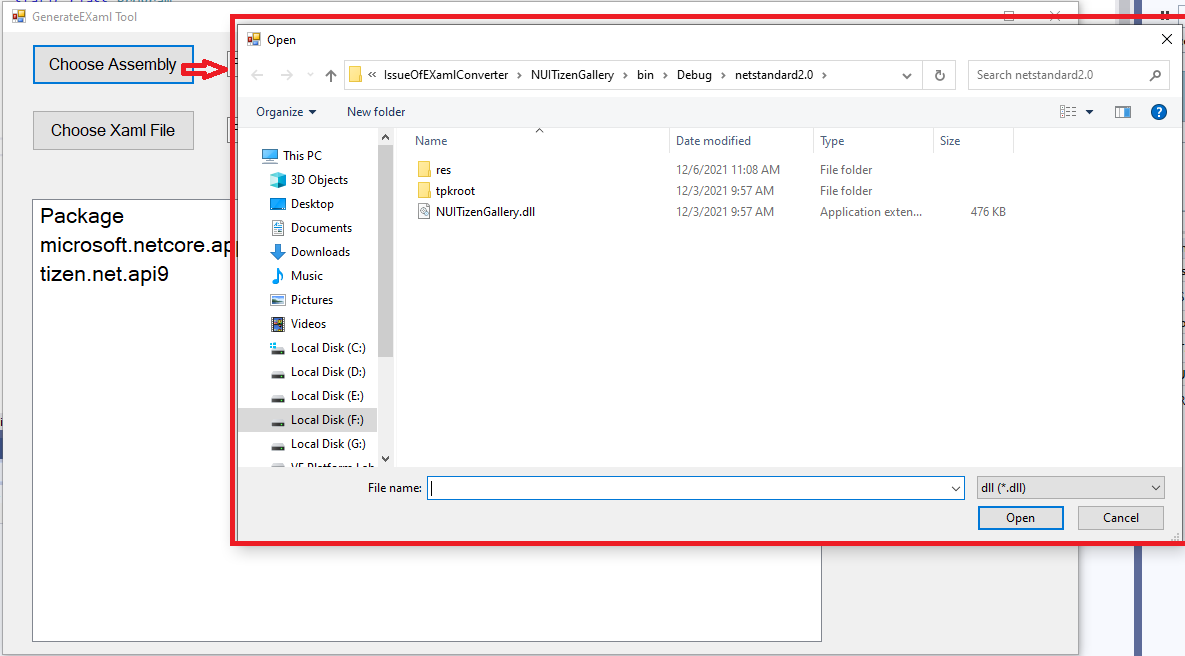 GenerateEXaml Tool
Choose Assembly
Choose Xaml File
Package
microsoft.netcore.app
tizen.net.api9
Open
« IssueOfEXamlConverter › NUITizenGallery › bin › Debug › netstandard2.0 ›
Search netstandard2.0
Organize
New folder
Name Date modified Type Size
This PC
3D Objects
Desktop
Documents
Downloads
Music
Pictures
Videos
Local Disk (C:)
Local Disk (D:)
Local Disk (E:)
Local Disk (F:)
Local Disk (G:)
res 12/6/2021 11:08 AM File folder
tpkroot 12/3/2021 9:57 AM File folder
NUITizenGallery.dll 12/3/2021 9:57 AM Application exten... 476 KB
File name:
dll (*.dll)
Open
Cancel